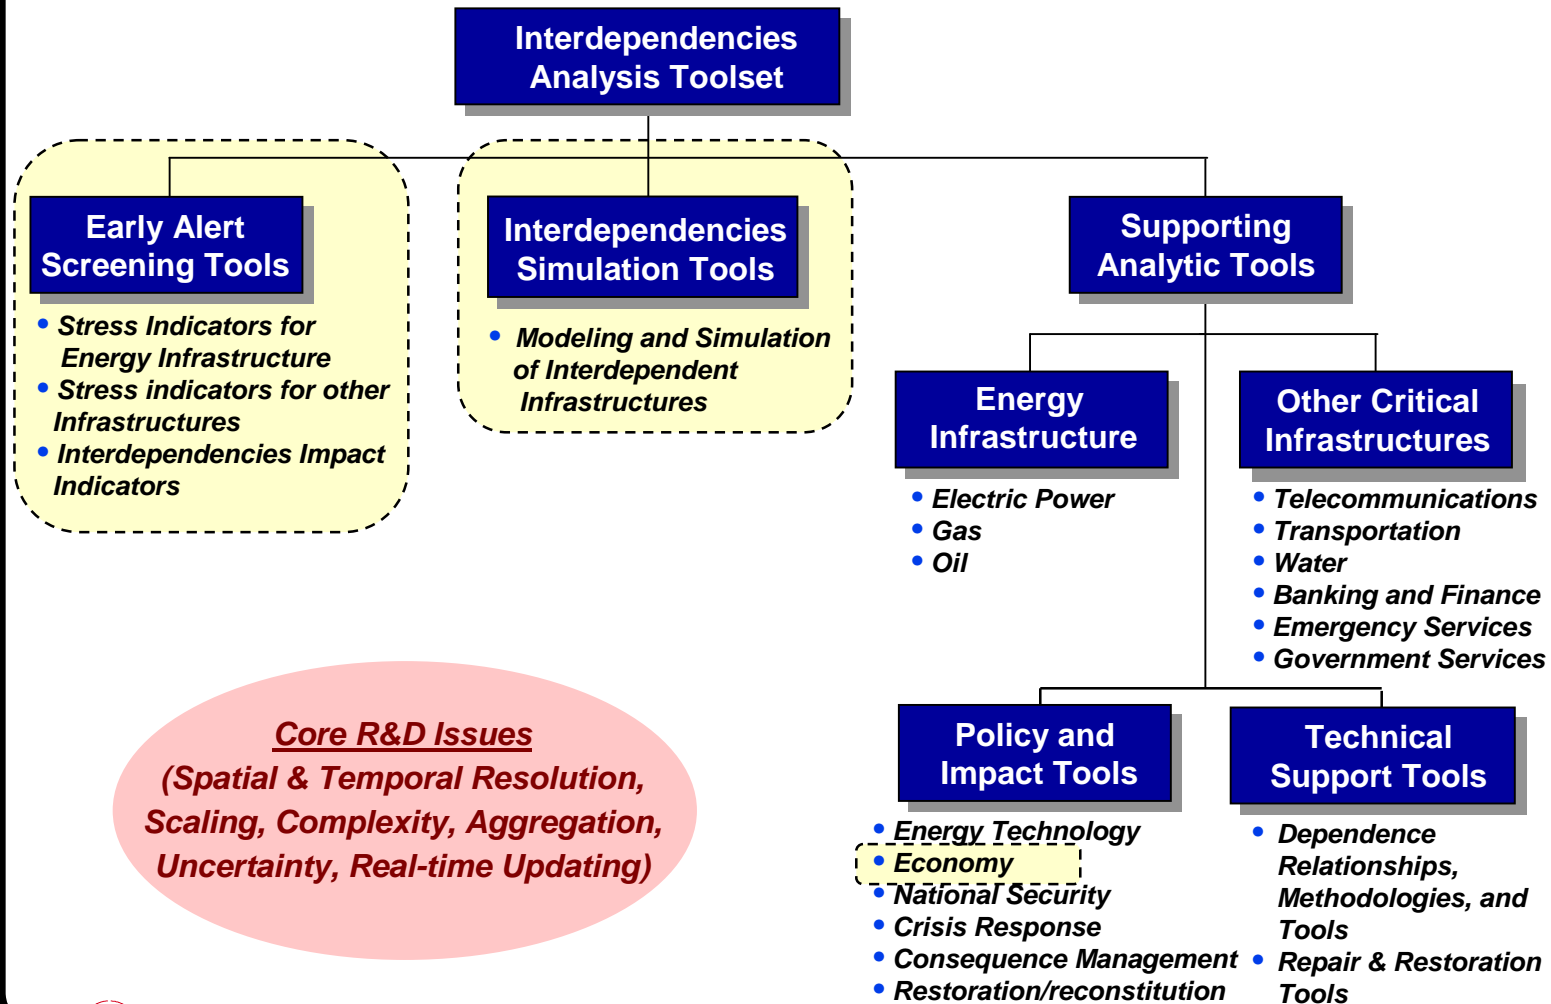 Interdependencies
Analysis Toolset
Early Alert
Screening Tools
• Stress Indicators for
Energy Infrastructure
• Stress indicators for other
Infrastructures
• Interdependencies Impact
Indicators
Interdependencies
Simulation Tools
• Modeling and Simulation
of Interdependent
Infrastructures
Supporting
Analytic Tools
Energy
Infrastructure
• Electric Power
• Gas
• Oil
Other Critical
Infrastructures
• Telecommunications
• Transportation
• Water
• Banking and Finance
• Emergency Services
• Government Services
Core R&D Issues
(Spatial & Temporal Resolution,
Scaling, Complexity, Aggregation,
Uncertainty, Real-time Updating)
Policy and
Impact Tools
• Energy Technology
• Economy
• National Security
• Crisis Response
• Consequence Management
• Restoration/reconstitution
Technical
Support Tools
• Dependence
Relationships,
Methodologies, and
Tools
• Repair & Restoration
Tools